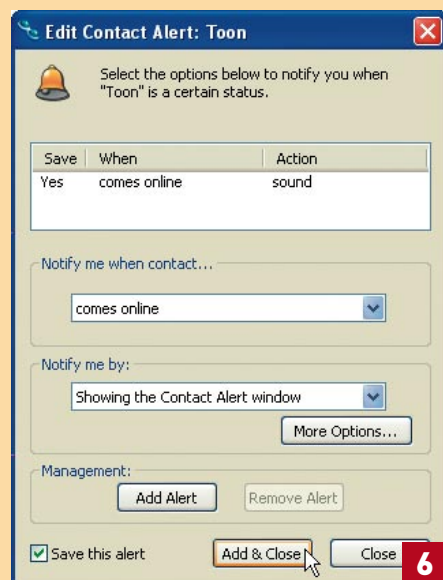 Edit Contact Alert: Toon
Select the options below to notify you when
"Toon" is a certain status.
Save When Action
Yes comes online sound
Notify me when contact...
comes online
Notify me by:
Showing the Contact Alert window
More Options...
Management:
Add Alert Remove Alert
Save this alert Add & Close Close
6